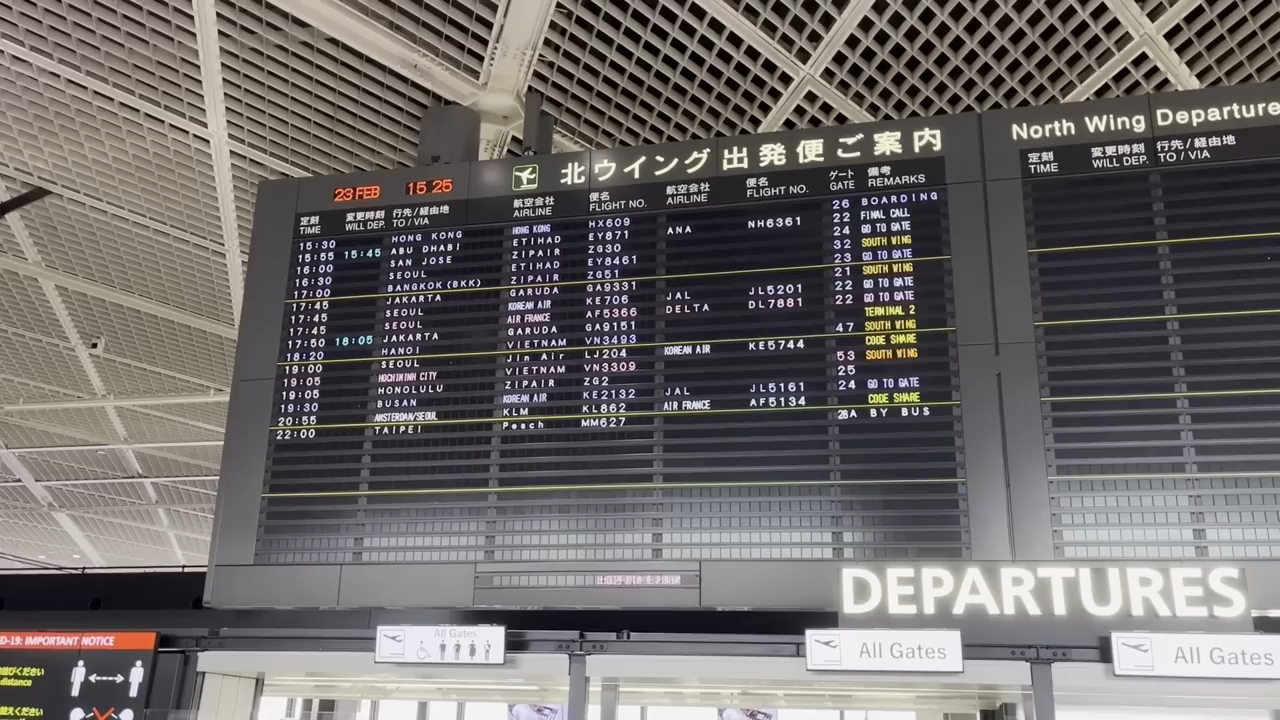 23 FEB 15 25 北ウイング 出発便ご案内
定刻 変更時刻 行先/経由地 航空会社 便名 航空会社 便名 ゲート 備考
TIME WILL DEP. TO / VIA AIRLINE FLIGHT NO. AIRLINE FLIGHT NO. GATE REMARKS
15:30 HONG KONG HONG KONG HX609 26 BOARDING
15:55 15:45 ABU DHABI ETIHAD EY871 ANA NH6361 22 FINAL CALL
16:00 SAN JOSE ZIPAIR ZG30 24 GO TO GATE
16:30 SEOUL ETIHAD EY8461 32 SOUTH WING
17:00 BANGKOK(BKK) ZIPAIR ZG51 23 GO TO GATE
17:45 JAKARTA GARUDA GA9331 21 SOUTH WING
17:45 SEOUL KOREAN AIR KE706 JAL JL5201 22 GO TO GATE
17:45 SEOUL AIR FRANCE AF5366 DELTA DL7881 22 GO TO GATE
17:50 18:05 JAKARTA GARUDA GA9151 TERMINAL 2
18:20 HANOI VIETNAM VN3493 47 SOUTH WING
19:00 SEOUL Jin Air LJ204 KOREAN AIR KE5744 CODE SHARE
19:05 HOCHIMINH CITY VIETNAM VN3309 53 SOUTH WING
19:05 HONOLULU ZIPAIR ZG2 25
19:30 BUSAN KOREAN AIR KE2132 JAL JL5161 24 GO TO GATE
20:55 AMSTERDAM/SEOUL KLM KL862 AIR FRANCE AF5134 CODE SHARE
22:00 TAIPEI Peach MM627 28A BY BUS
North Wing Departure
定刻 変更時刻 行先/経由地
TIME WILL DEP. TO / VIA
DEPARTURES
All Gates
All Gates
All Gates
D-19: IMPORTANT NOTICE
ください
distance
ください